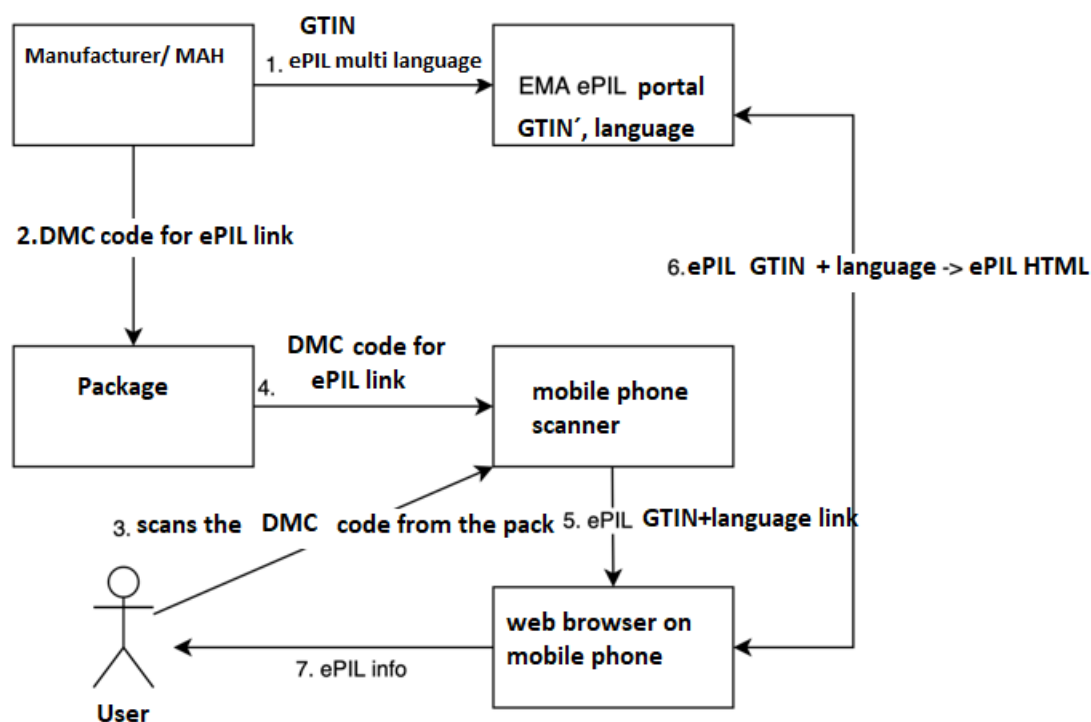 GTIN
Manufacturer/ MAH
1. ePIL multi language
EMA ePIL portal
GTIN´, language
2.DMC code for ePIL link
6.ePIL GTIN + language -> ePIL HTML
DMC code for
ePIL link
Package
4.
mobile phone
scanner
3. scans the DMC code from the pack
5. ePIL GTIN+language link
web browser on
mobile phone
7. ePIL info
User